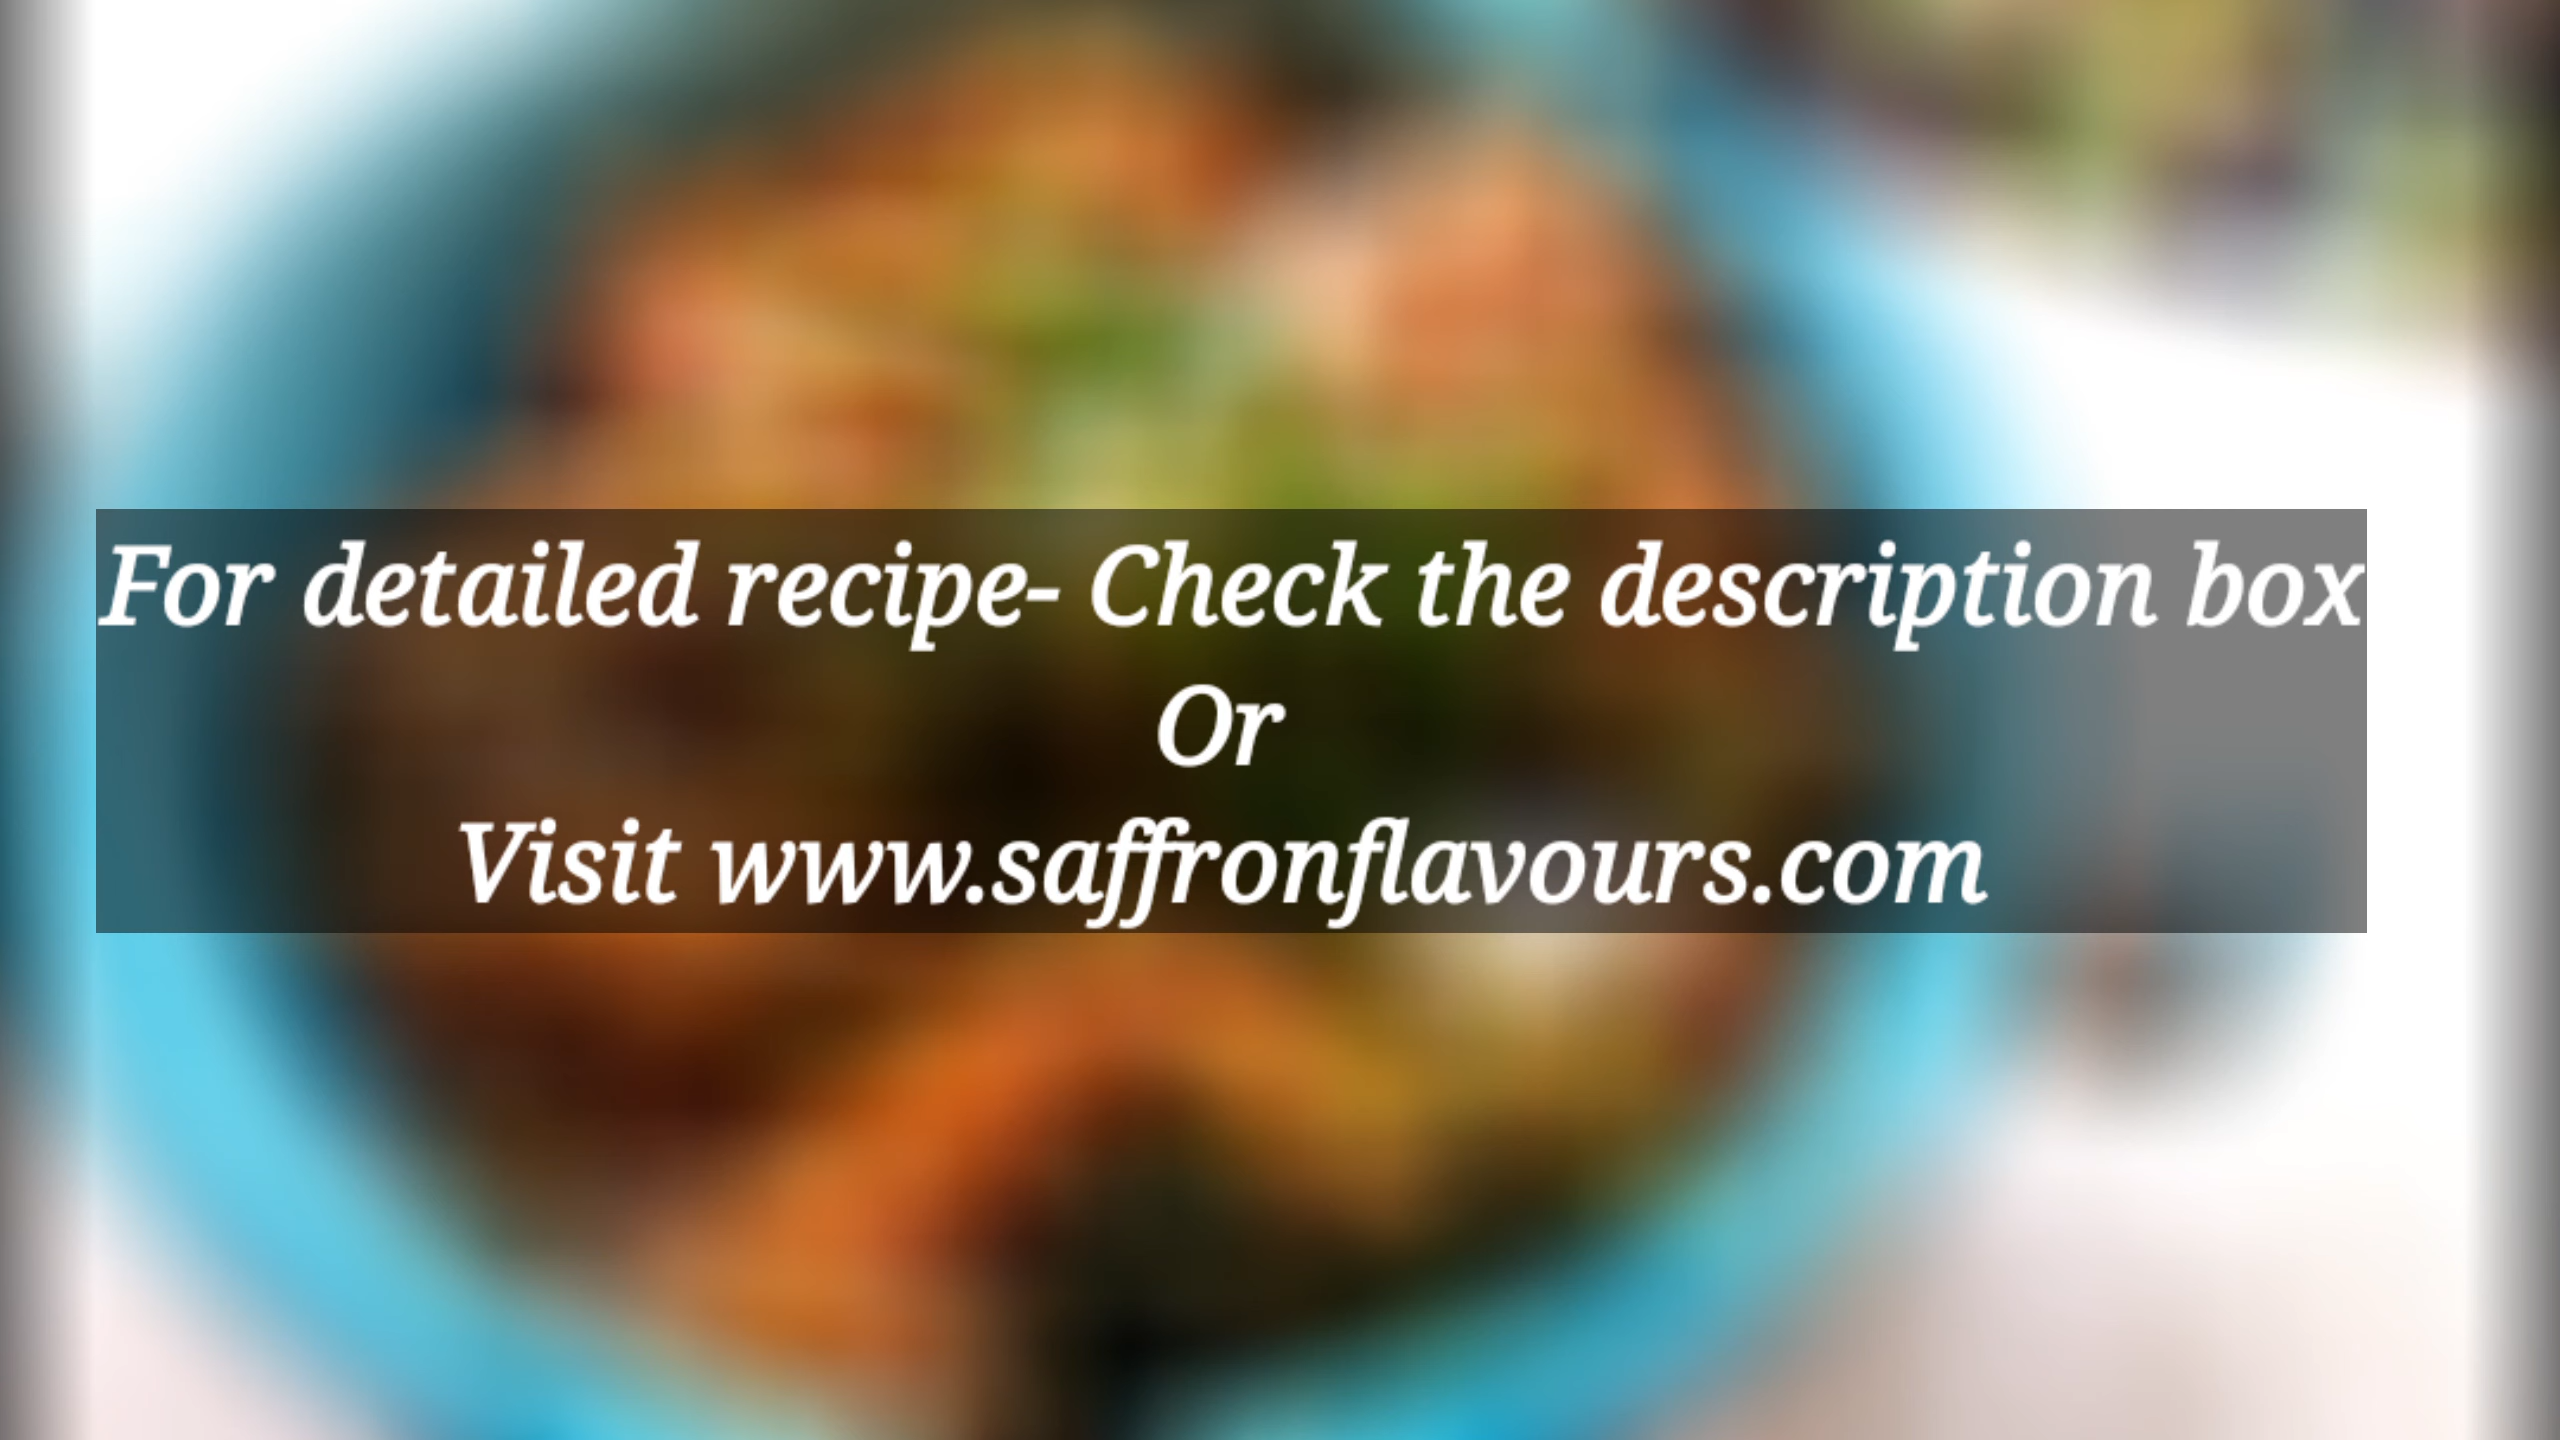 For detailed recipe- Check the description box
Or
Visit www.saffronflavours.com